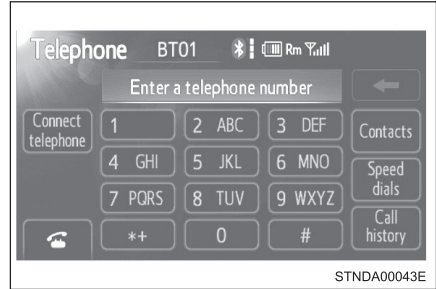 Telephone BT01 Rm
Enter a telephone number
Connect telephone
1
2 ABC
3 DEF
Contacts
4 GHI
5 JKL
6 MNO
Speed dials
7 PQRS
8 TUV
9 WXYZ
*+
0
#
Call history
STNDA00043E